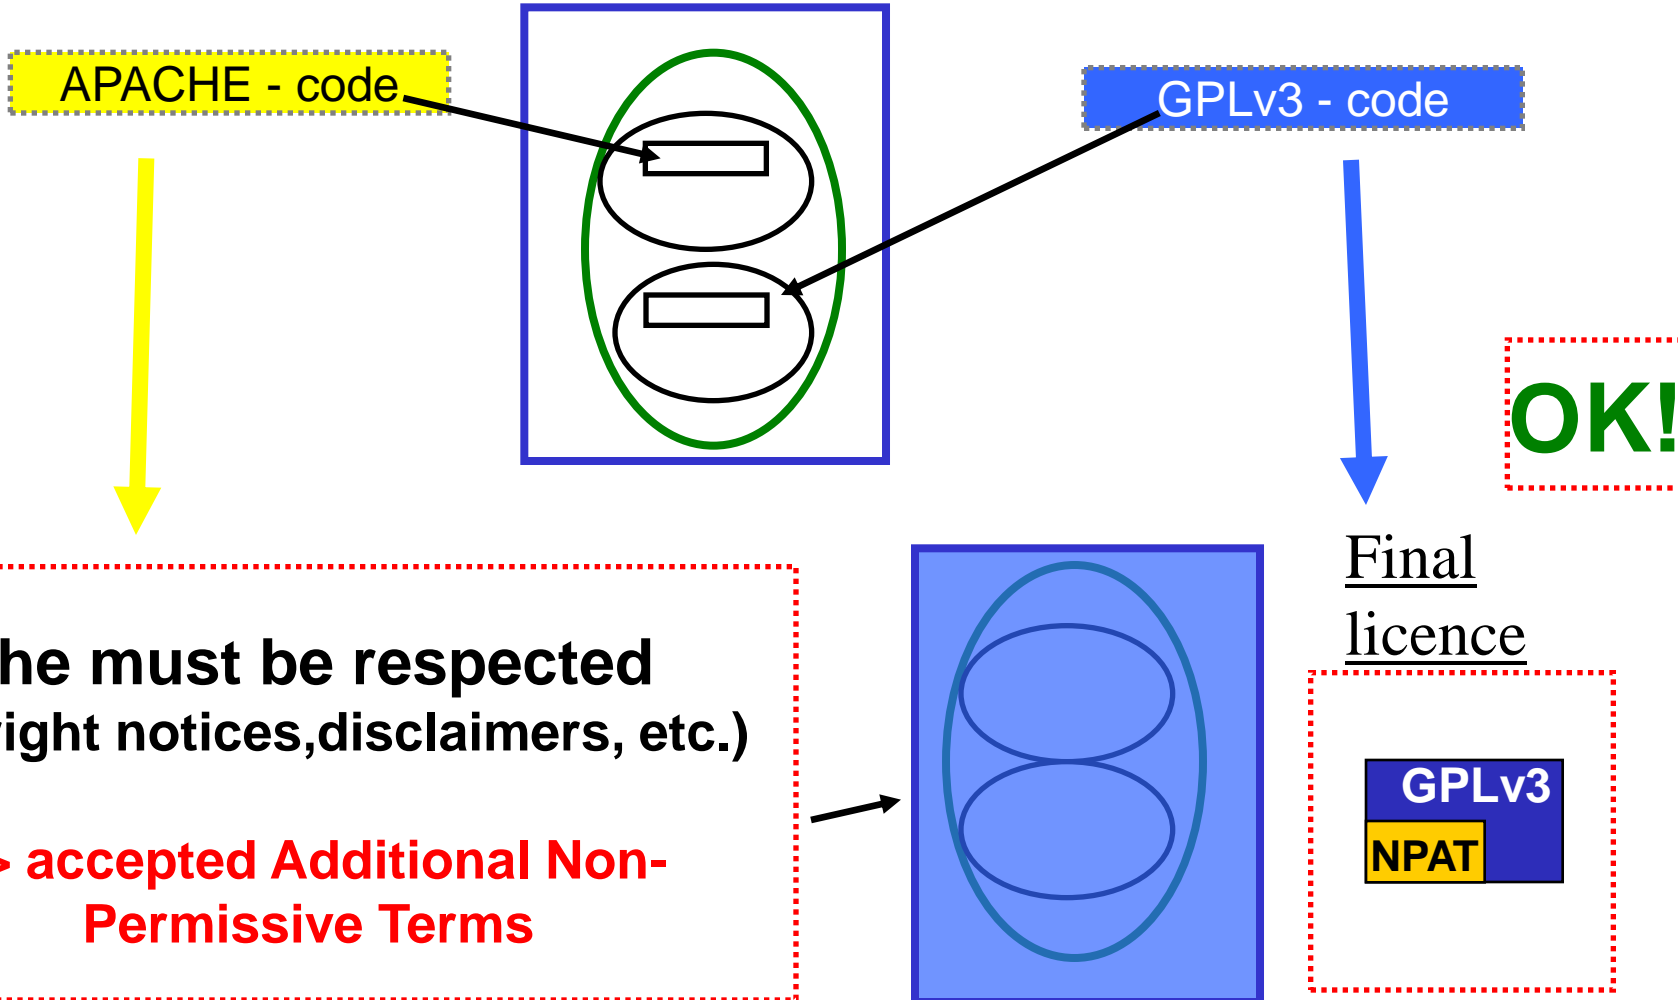 APACHE - code
GPLv3 - code
OK!
Final
licence
he must be respected
right notices,disclaimers, etc.)
> accepted Additional Non-
Permissive Terms
GPLv3
NPAT